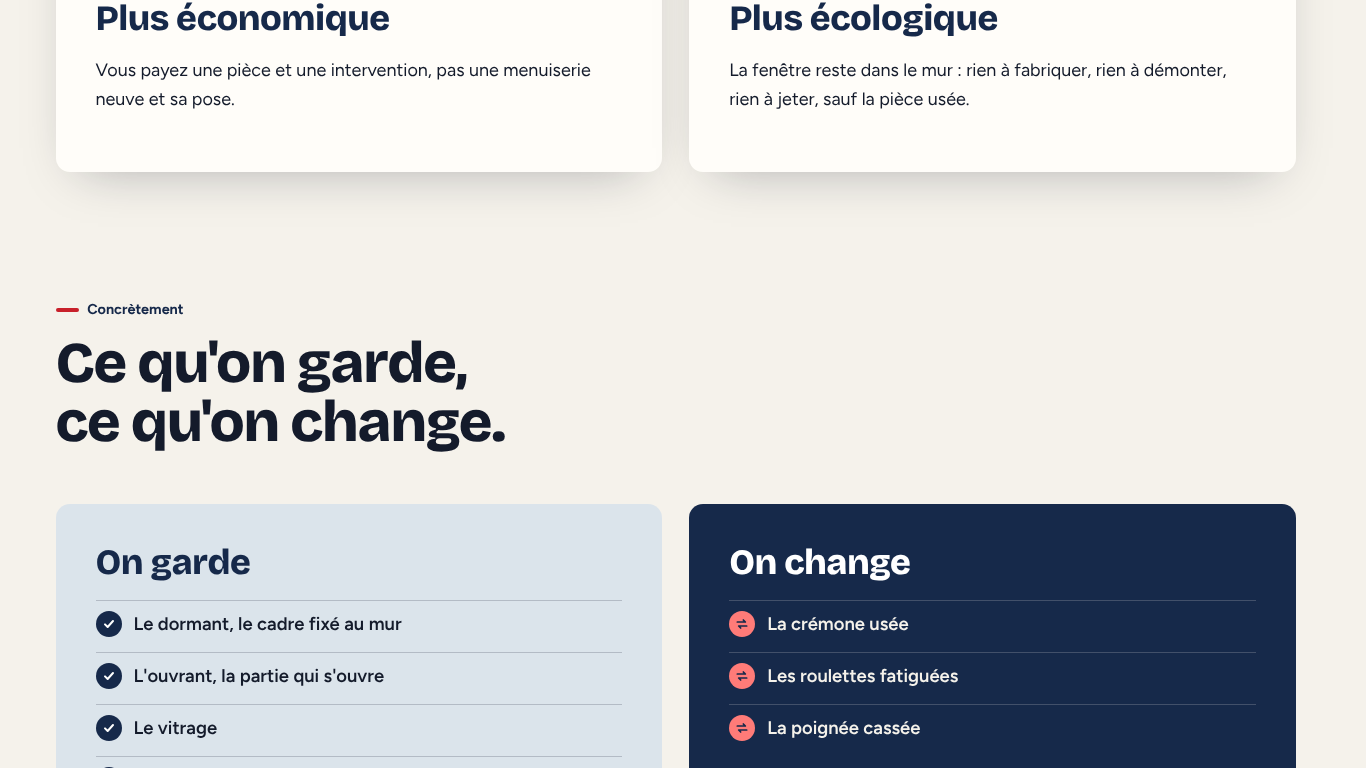 Plus économique
Vous payez une pièce et une intervention, pas une menuiserie
neuve et sa pose.
Plus écologique
La fenêtre reste dans le mur : rien à fabriquer, rien à démonter,
rien à jeter, sauf la pièce usée.
Concrètement
Ce qu'on garde,
ce qu'on change.
On garde
Le dormant, le cadre fixé au mur
L'ouvrant, la partie qui s'ouvre
Le vitrage
On change
La crémone usée
Les roulettes fatiguées
La poignée cassée